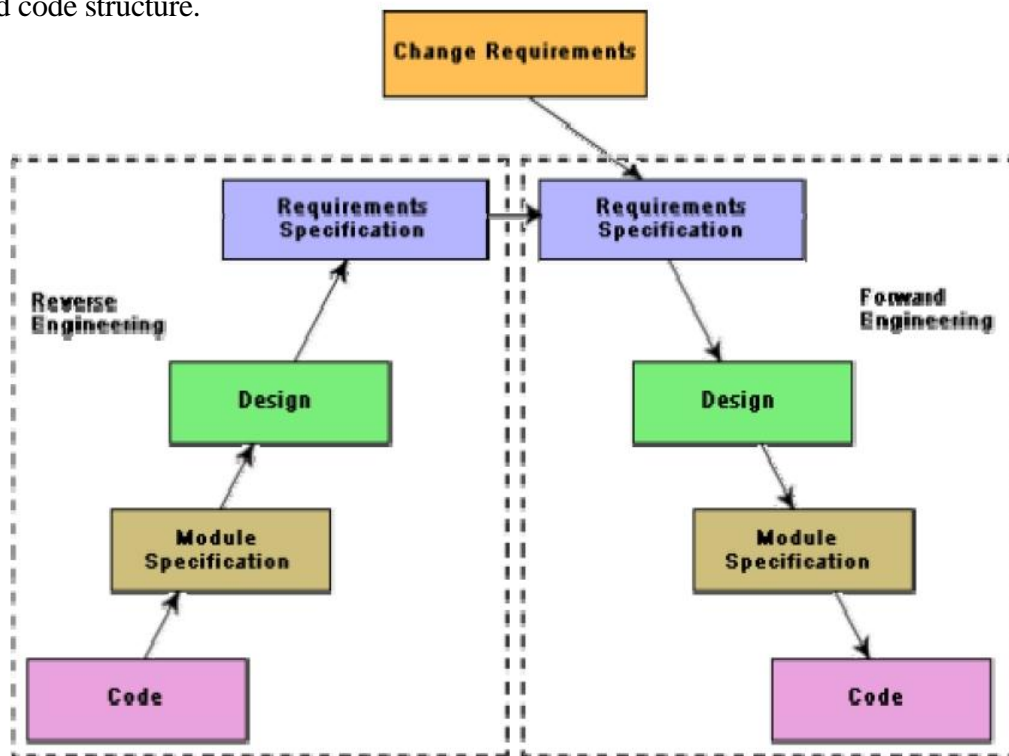 d code structure.
Change Requirements
Requirements
Specification
Requirements
Specification
Reverse
Engineering
Forward
Engineering
Design
Design
Module
Specification
Module
Specification
Code
Code